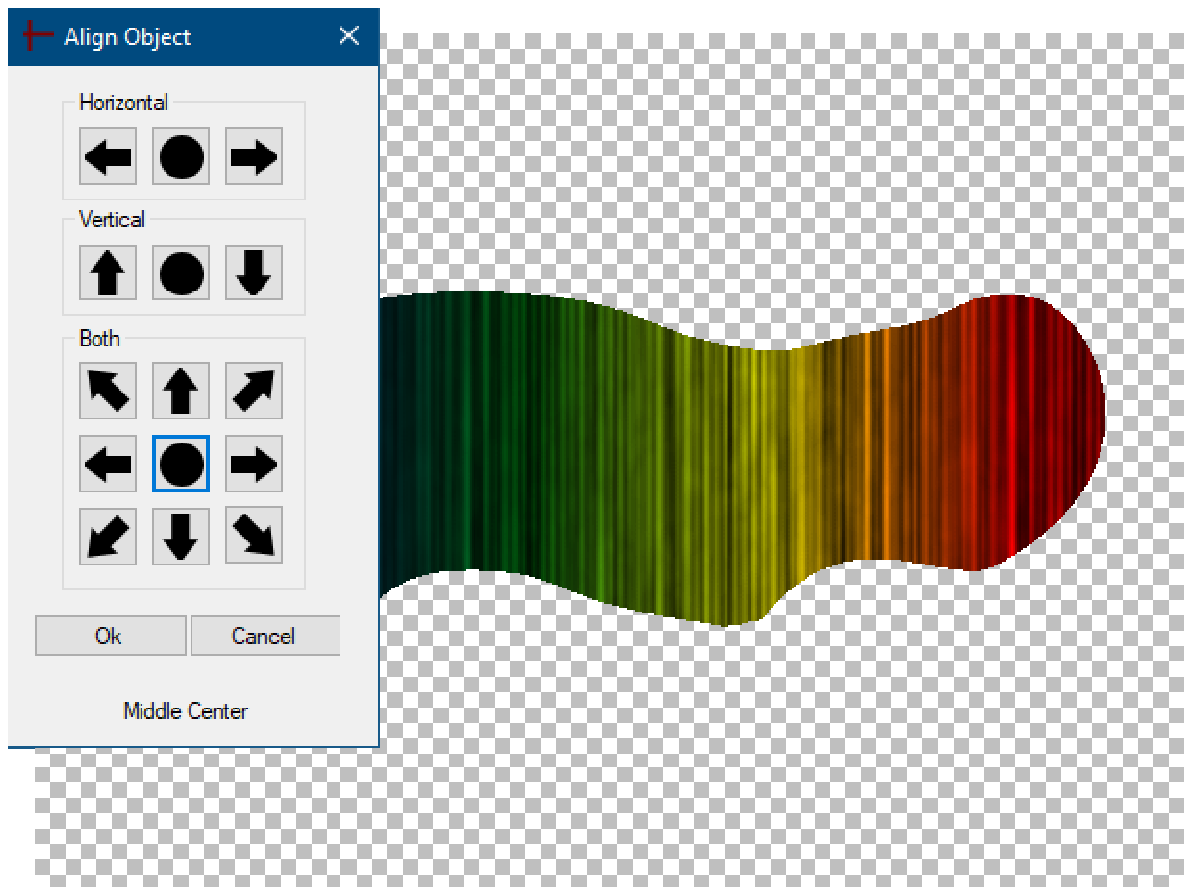 Align Object
Horizontal
Vertical
Both
Ok Cancel
Middle Center